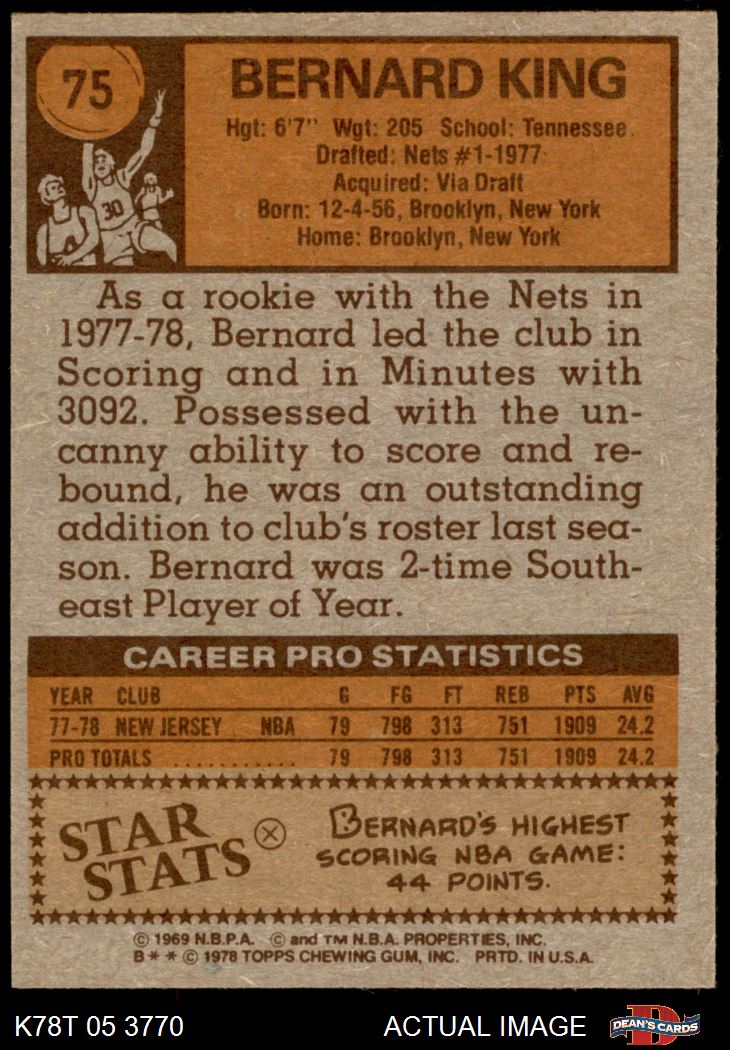 75
BERNARD KING
Hgt: 6'7" Wgt: 205 School: Tennessee
Drafted: Nets #1-1977
Acquired: Via Draft
Born: 12-4-56, Brooklyn, New York
Home: Brooklyn, New York
30
As a rookie with the Nets in
1977-78, Bernard led the club in
Scoring and in Minutes with
3092. Possessed with the un-
canny ability to score and re-
bound, he was an outstanding
addition to club's roster last sea-
son. Bernard was 2-time South-
east Player of Year.
CAREER PRO STATISTICS
YEAR CLUB G FG FT REB PTS AVG
77-78 NEW JERSEY NBA 79 798 313 751 1909 24.2
PRO TOTALS ........... 79 798 313 751 1909 24.2
STAR
STATS
BERNARD'S HIGHEST
SCORING NBA GAME:
44 POINTS.
© 1969 N.B.P.A. © and TM N.B.A. PROPERTIES, INC.
B * * © 1978 TOPPS CHEWING GUM, INC. PRTD. IN U.S.A.
K78T 05 3770 ACTUAL IMAGE
D
DEAN'S CARDS